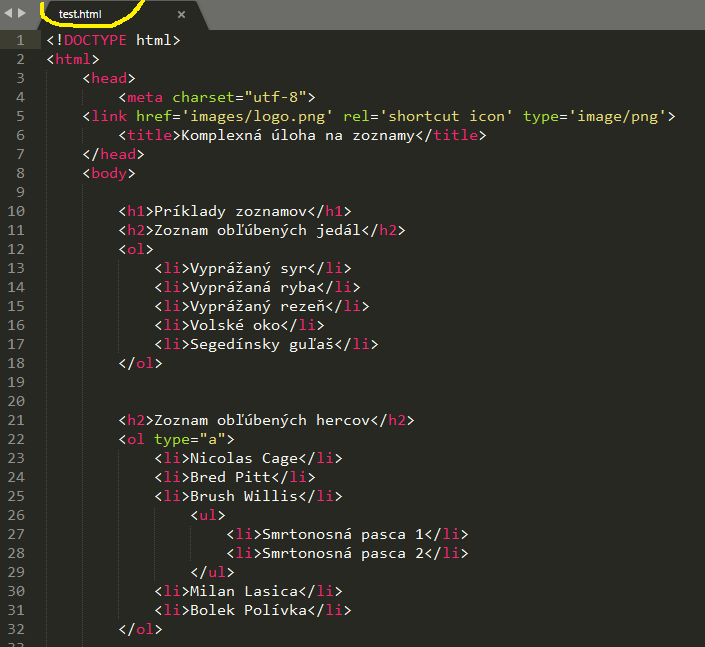 test.html
1 <!DOCTYPE html>
2 <html>
3 <head>
4 <meta charset="utf-8">
5 <link href='images/logo.png' rel='shortcut icon' type='image/png'>
6 <title>Komplexná úloha na zoznamy</title>
7 </head>
8 <body>
9
10 <h1>Príklady zoznamov</h1>
11 <h2>Zoznam obľúbených jedál</h2>
12 <ol>
13 <li>Vyprážaný syr</li>
14 <li>Vyprážaná ryba</li>
15 <li>Vyprážaný rezeň</li>
16 <li>Volské oko</li>
17 <li>Segedínsky guľaš</li>
18 </ol>
19
20
21 <h2>Zoznam obľúbených hercov</h2>
22 <ol type="a">
23 <li>Nicolas Cage</li>
24 <li>Bred Pitt</li>
25 <li>Brush Willis</li>
26 <ul>
27 <li>Smrtonosná pasca 1</li>
28 <li>Smrtonosná pasca 2</li>
29 </ul>
30 <li>Milan Lasica</li>
31 <li>Bolek Polívka</li>
32 </ol>